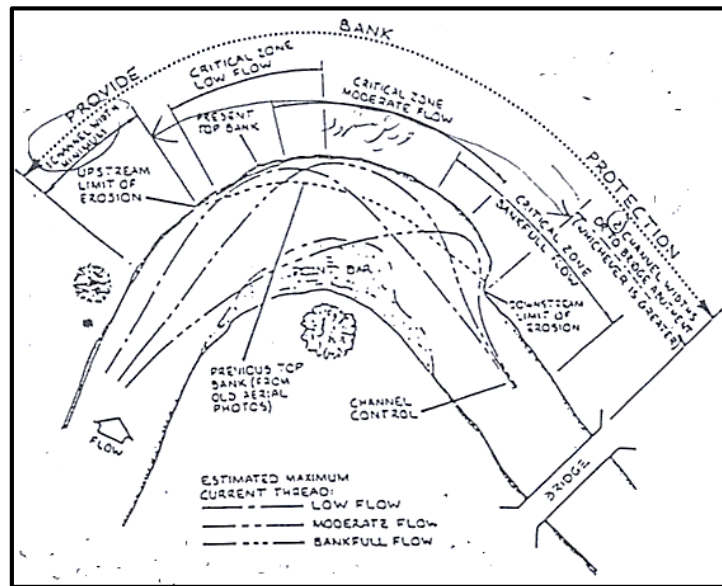 BANK
PROVIDE
PROTECTION
CRITICAL ZONE
LOW FLOW
CRITICAL ZONE
MODERATE FLOW
PRESENT
TOP BANK
1 CHANNEL WIDTH
MINIMUM
UPSTREAM
LIMIT OF
EROSION
CRITICAL ZONE
BANKFULL FLOW
2 CHANNEL WIDTHS
OR TO BRIDGE ABUTMENT
(WHICHEVER IS GREATER)
POINT BAR
DOWNSTREAM
LIMIT OF
EROSION
PREVIOUS TOP
BANK (FROM
OLD AERIAL
PHOTOS)
CHANNEL
CONTROL
FLOW
BRIDGE
ESTIMATED MAXIMUM
CURRENT THREAD:
LOW FLOW
MODERATE FLOW
BANKFULL FLOW